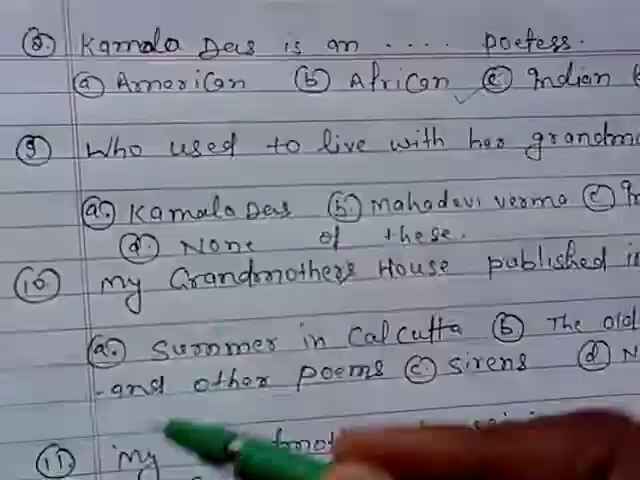 8. Kamala Das is an .... poetess.
(a) American (b) African (c) Indian
9 Who used to live with her grandmo
(a.) Kamala Das (b) Mahadevi verma (c)
(d.) None of these.
10. my Grandmothers House published i
(a.) Summer in Calcutta (b) The old
-and other poems (c.) sirens (d) N
11. my